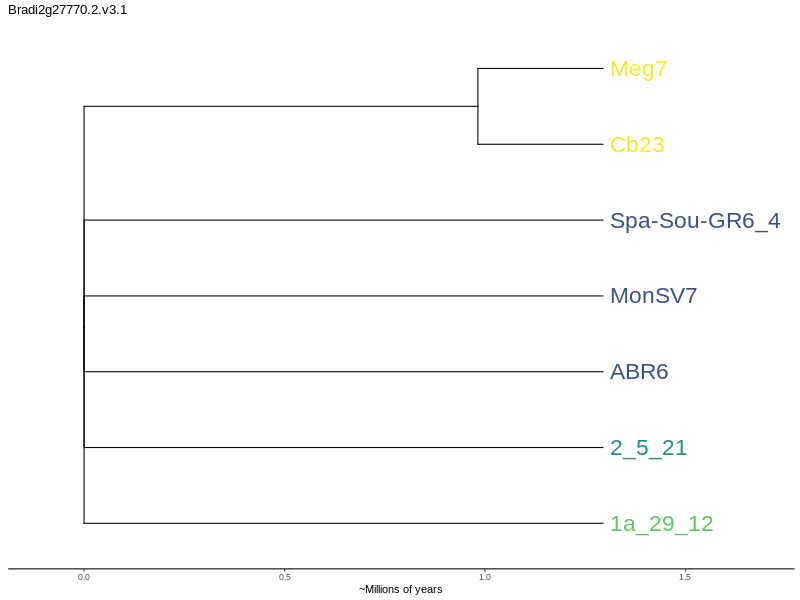 Bradi2g27770.2.v3.1
Meg7
Cb23
Spa-Sou-GR6_4
MonSV7
ABR6
2_5_21
1a_29_12
0.0 0.5 1.0 1.5
~Millions of years